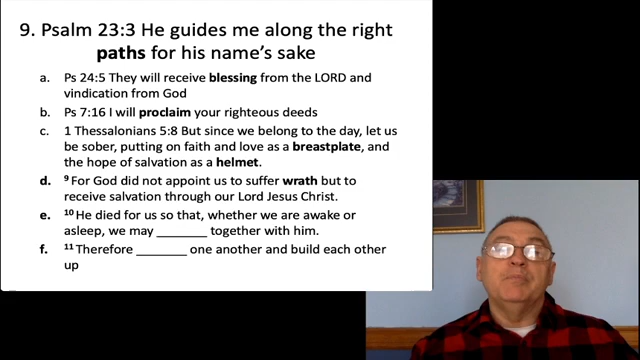 9. Psalm 23:3 He guides me along the right
paths for his name's sake
a. Ps 24:5 They will receive blessing from the LORD and
vindication from God
b. Ps 7:16 I will proclaim your righteous deeds
c. 1 Thessalonians 5:8 But since we belong to the day, let us
be sober, putting on faith and love as a breastplate, and
the hope of salvation as a helmet.
d. ⁹ For God did not appoint us to suffer wrath but to
receive salvation through our Lord Jesus Christ.
e. ¹⁰ He died for us so that, whether we are awake or
asleep, we may _______ together with him.
f. ¹¹ Therefore _______ one another and build each other
up